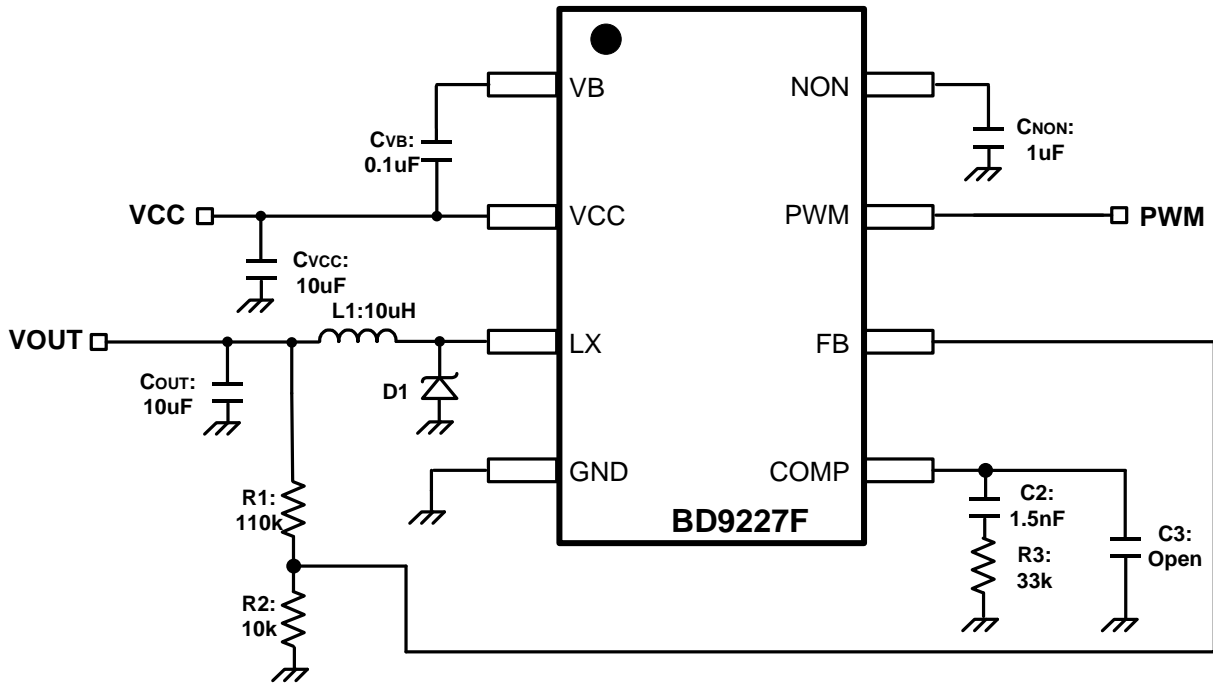 VB
NON
CVB:
0.1uF
CNON:
1uF
VCC
VCC
PWM
PWM
CVCC:
10uF
L1:10uH
VOUT
LX
FB
COUT:
10uF
D1
GND
COMP
R1:
110k
C2:
1.5nF
BD9227F
C3:
Open
R3:
33k
R2:
10k